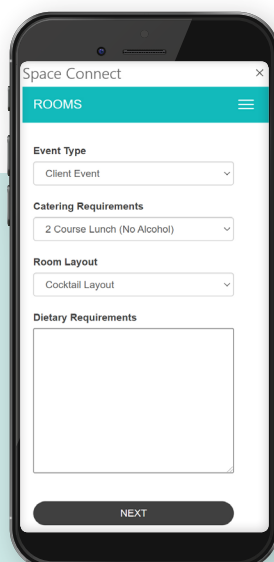 Space Connect
ROOMS
Event Type
Client Event
Catering Requirements
2 Course Lunch (No Alcohol)
Room Layout
Cocktail Layout
Dietary Requirements
NEXT